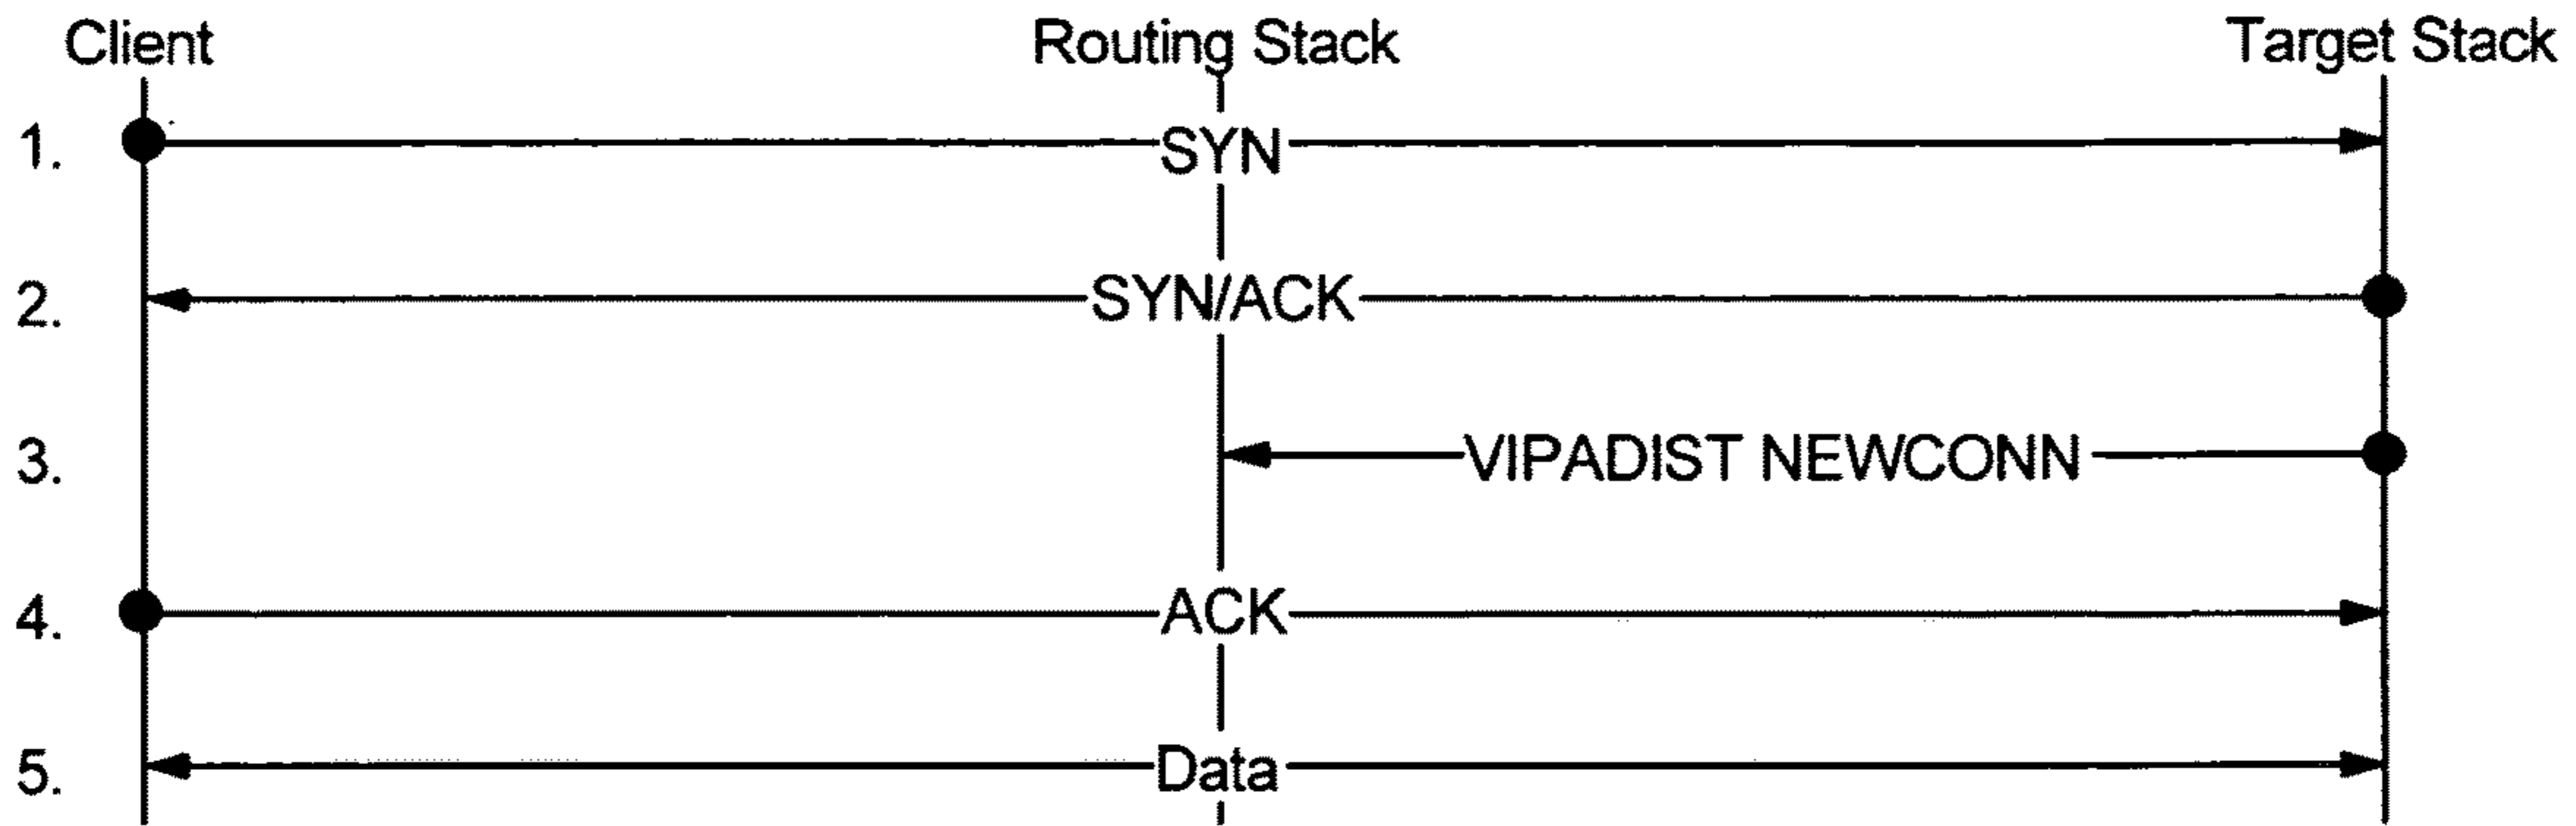 Client Routing Stack Target Stack
1. SYN
2. SYN/ACK
3. VIPADIST NEWCONN
4. ACK
5. Data